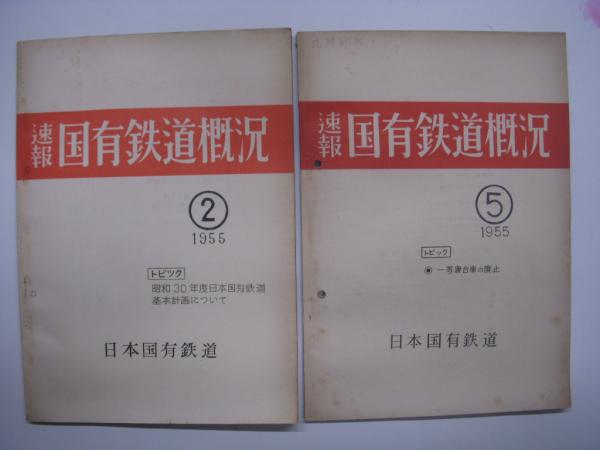 速報 国有鉄道概況
2
1955
トピツク
昭和30年度日本国有鉄道
基本計画について
日本国有鉄道
速報 国有鉄道概況
5
1955
トピック
◉ 一等寝台車の廃止
日本国有鉄道